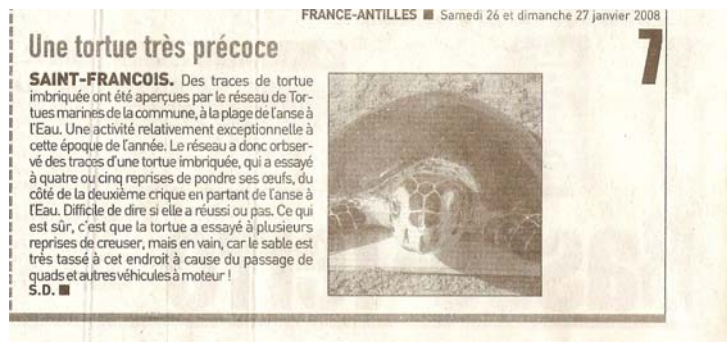 FRANCE-ANTILLES ■ Samedi 26 et dimanche 27 janvier 2008
7
Une tortue très précoce
SAINT-FRANCOIS. Des traces de tortue
imbriquée ont été aperçues par le réseau de Tor-
tues marines de la commune, à la plage de l'anse à
l'Eau. Une activité relativement exceptionnelle à
cette époque de l'année. Le réseau a donc orbser-
vé des traces d'une tortue imbriquée, qui a essayé
à quatre ou cinq reprises de pondre ses œufs, du
côté de la deuxième crique en partant de l'anse à
l'Eau. Difficile de dire si elle a réussi ou pas. Ce qui
est sûr, c'est que la tortue a essayé à plusieurs
reprises de creuser, mais en vain, car le sable est
très tassé à cet endroit à cause du passage de
quads et autres véhicules à moteur !
S.D. ■